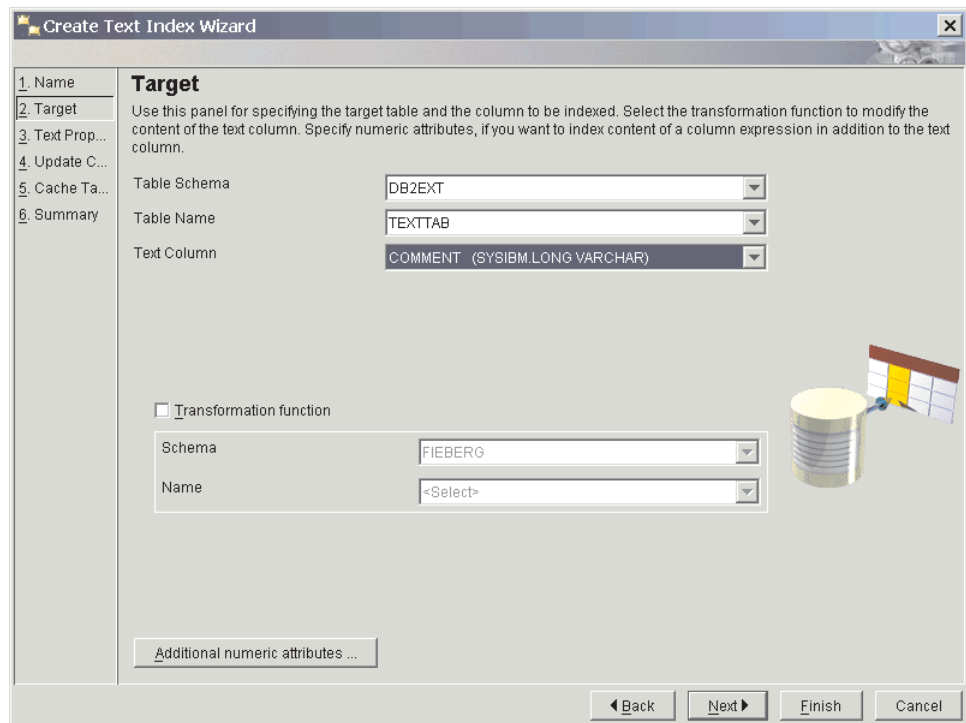 Create Text Index Wizard
1. Name
2. Target
3. Text Prop...
4. Update C...
5. Cache Ta...
6. Summary
Target
Use this panel for specifying the target table and the column to be indexed. Select the transformation function to modify the
content of the text column. Specify numeric attributes, if you want to index content of a column expression in addition to the text
column.
Table Schema
DB2EXT
Table Name
TEXTTAB
Text Column
COMMENT (SYSIBM.LONG VARCHAR)
Transformation function
Schema
FIEBERG
Name
<Select>
Additional numeric attributes ...
Back
Next
Finish
Cancel